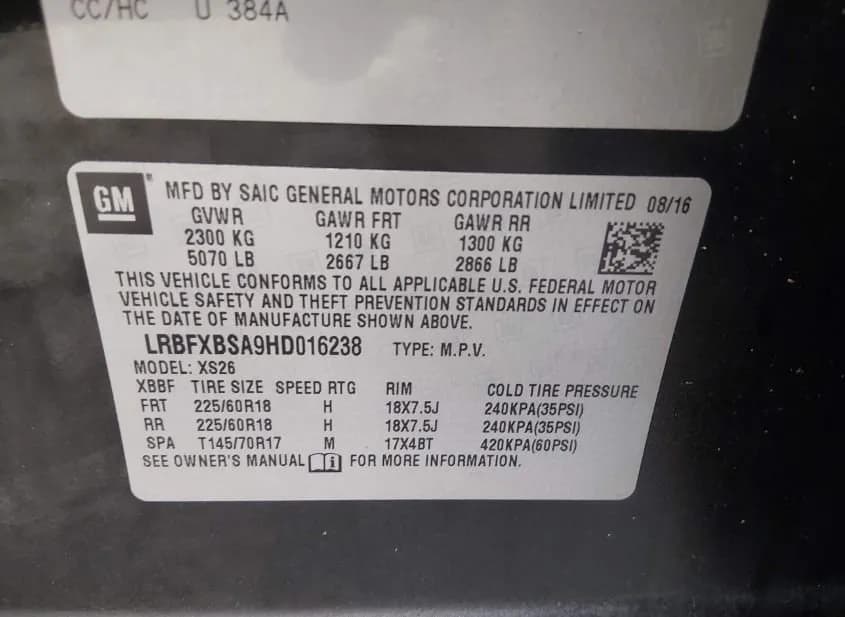 CC/HC U 384A
GM
MFD BY SAIC GENERAL MOTORS CORPORATION LIMITED 08/16
GVWR GAWR FRT GAWR RR
2300 KG 1210 KG 1300 KG
5070 LB 2667 LB 2866 LB
THIS VEHICLE CONFORMS TO ALL APPLICABLE U.S. FEDERAL MOTOR
VEHICLE SAFETY AND THEFT PREVENTION STANDARDS IN EFFECT ON
THE DATE OF MANUFACTURE SHOWN ABOVE.
LRBFXBSA9HD016238 TYPE: M.P.V.
MODEL: XS26
XBBF TIRE SIZE SPEED RTG RIM COLD TIRE PRESSURE
FRT 225/60R18 H 18X7.5J 240KPA(35PSI)
RR 225/60R18 H 18X7.5J 240KPA(35PSI)
SPA T145/70R17 M 17X4BT 420KPA(60PSI)
SEE OWNER'S MANUAL i FOR MORE INFORMATION.